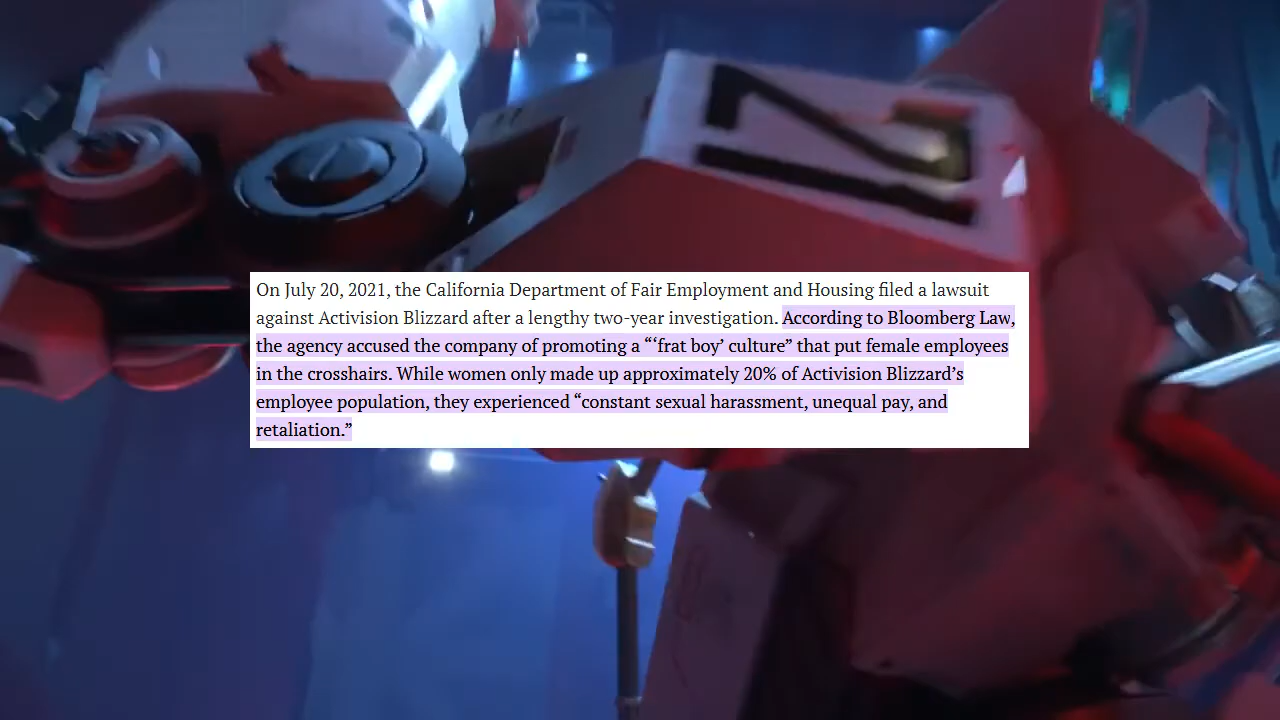 12
On July 20, 2021, the California Department of Fair Employment and Housing filed a lawsuit
against Activision Blizzard after a lengthy two-year investigation. According to Bloomberg Law,
the agency accused the company of promoting a “‘frat boy’ culture” that put female employees
in the crosshairs. While women only made up approximately 20% of Activision Blizzard’s
employee population, they experienced “constant sexual harassment, unequal pay, and
retaliation.”